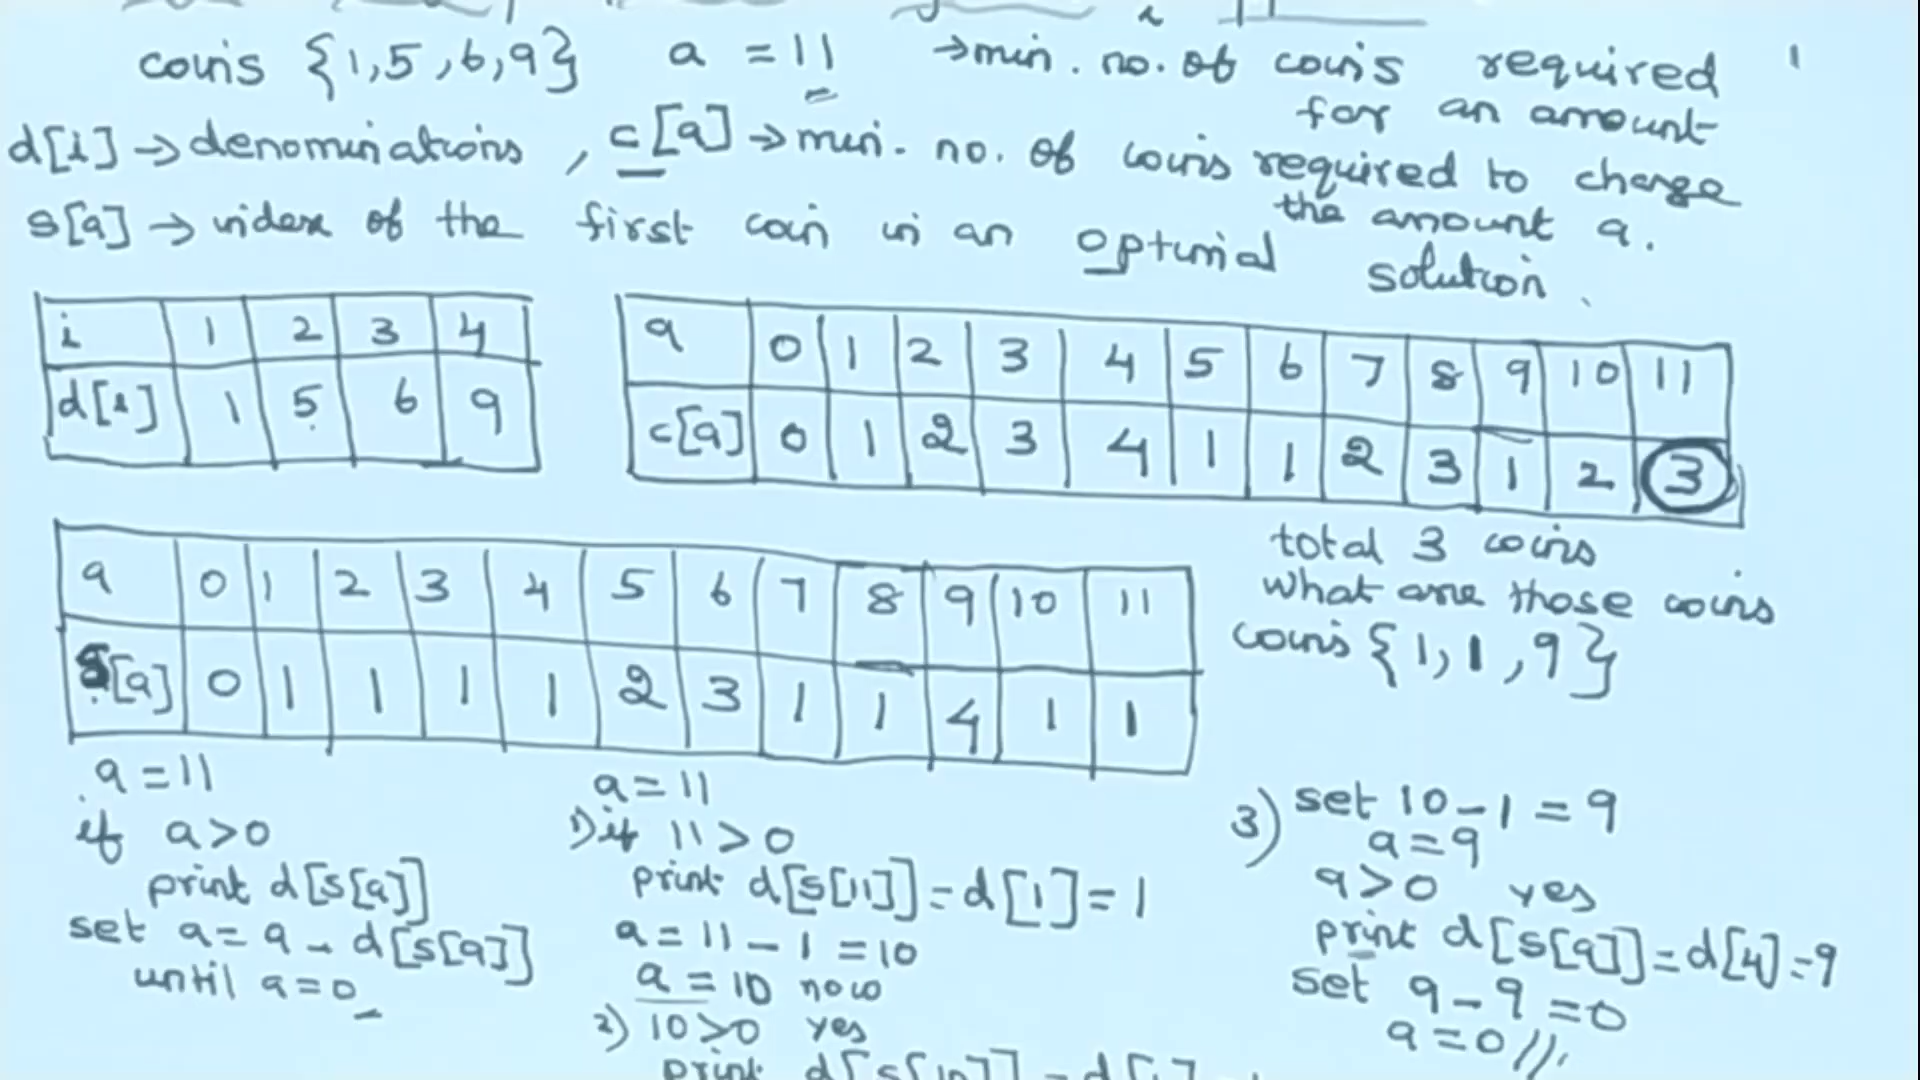 coins {1,5,6,9} a = 11 → min. no. of coins required
for an amount
d[i] → denominations, c[a] → min. no. of coins required to change
the amount a.
s[a] → index of the first coin in an optimal solution.
i 1 2 3 4
d[i] 1 5 6 9
a 0 1 2 3 4 5 6 7 8 9 10 11
c[a] 0 1 2 3 4 1 1 2 3 1 2 3
total 3 coins
what are those coins
coins {1,1,9}
a 0 1 2 3 4 5 6 7 8 9 10 11
s[a] 0 1 1 1 1 2 3 1 1 4 1 1
a = 11
if a>0
print d[s[a]]
set a = a - d[s[a]]
until a=0
a = 11
1) if 11 > 0
print d[s[11]] = d[1] = 1
a = 11 - 1 = 10
a = 10 now
2) 10>0 yes
print d[s[10]] = d[1]
3) set 10 - 1 = 9
a = 9
9>0 yes
print d[s[9]] = d[4] = 9
set 9 - 9 = 0
a = 0 //